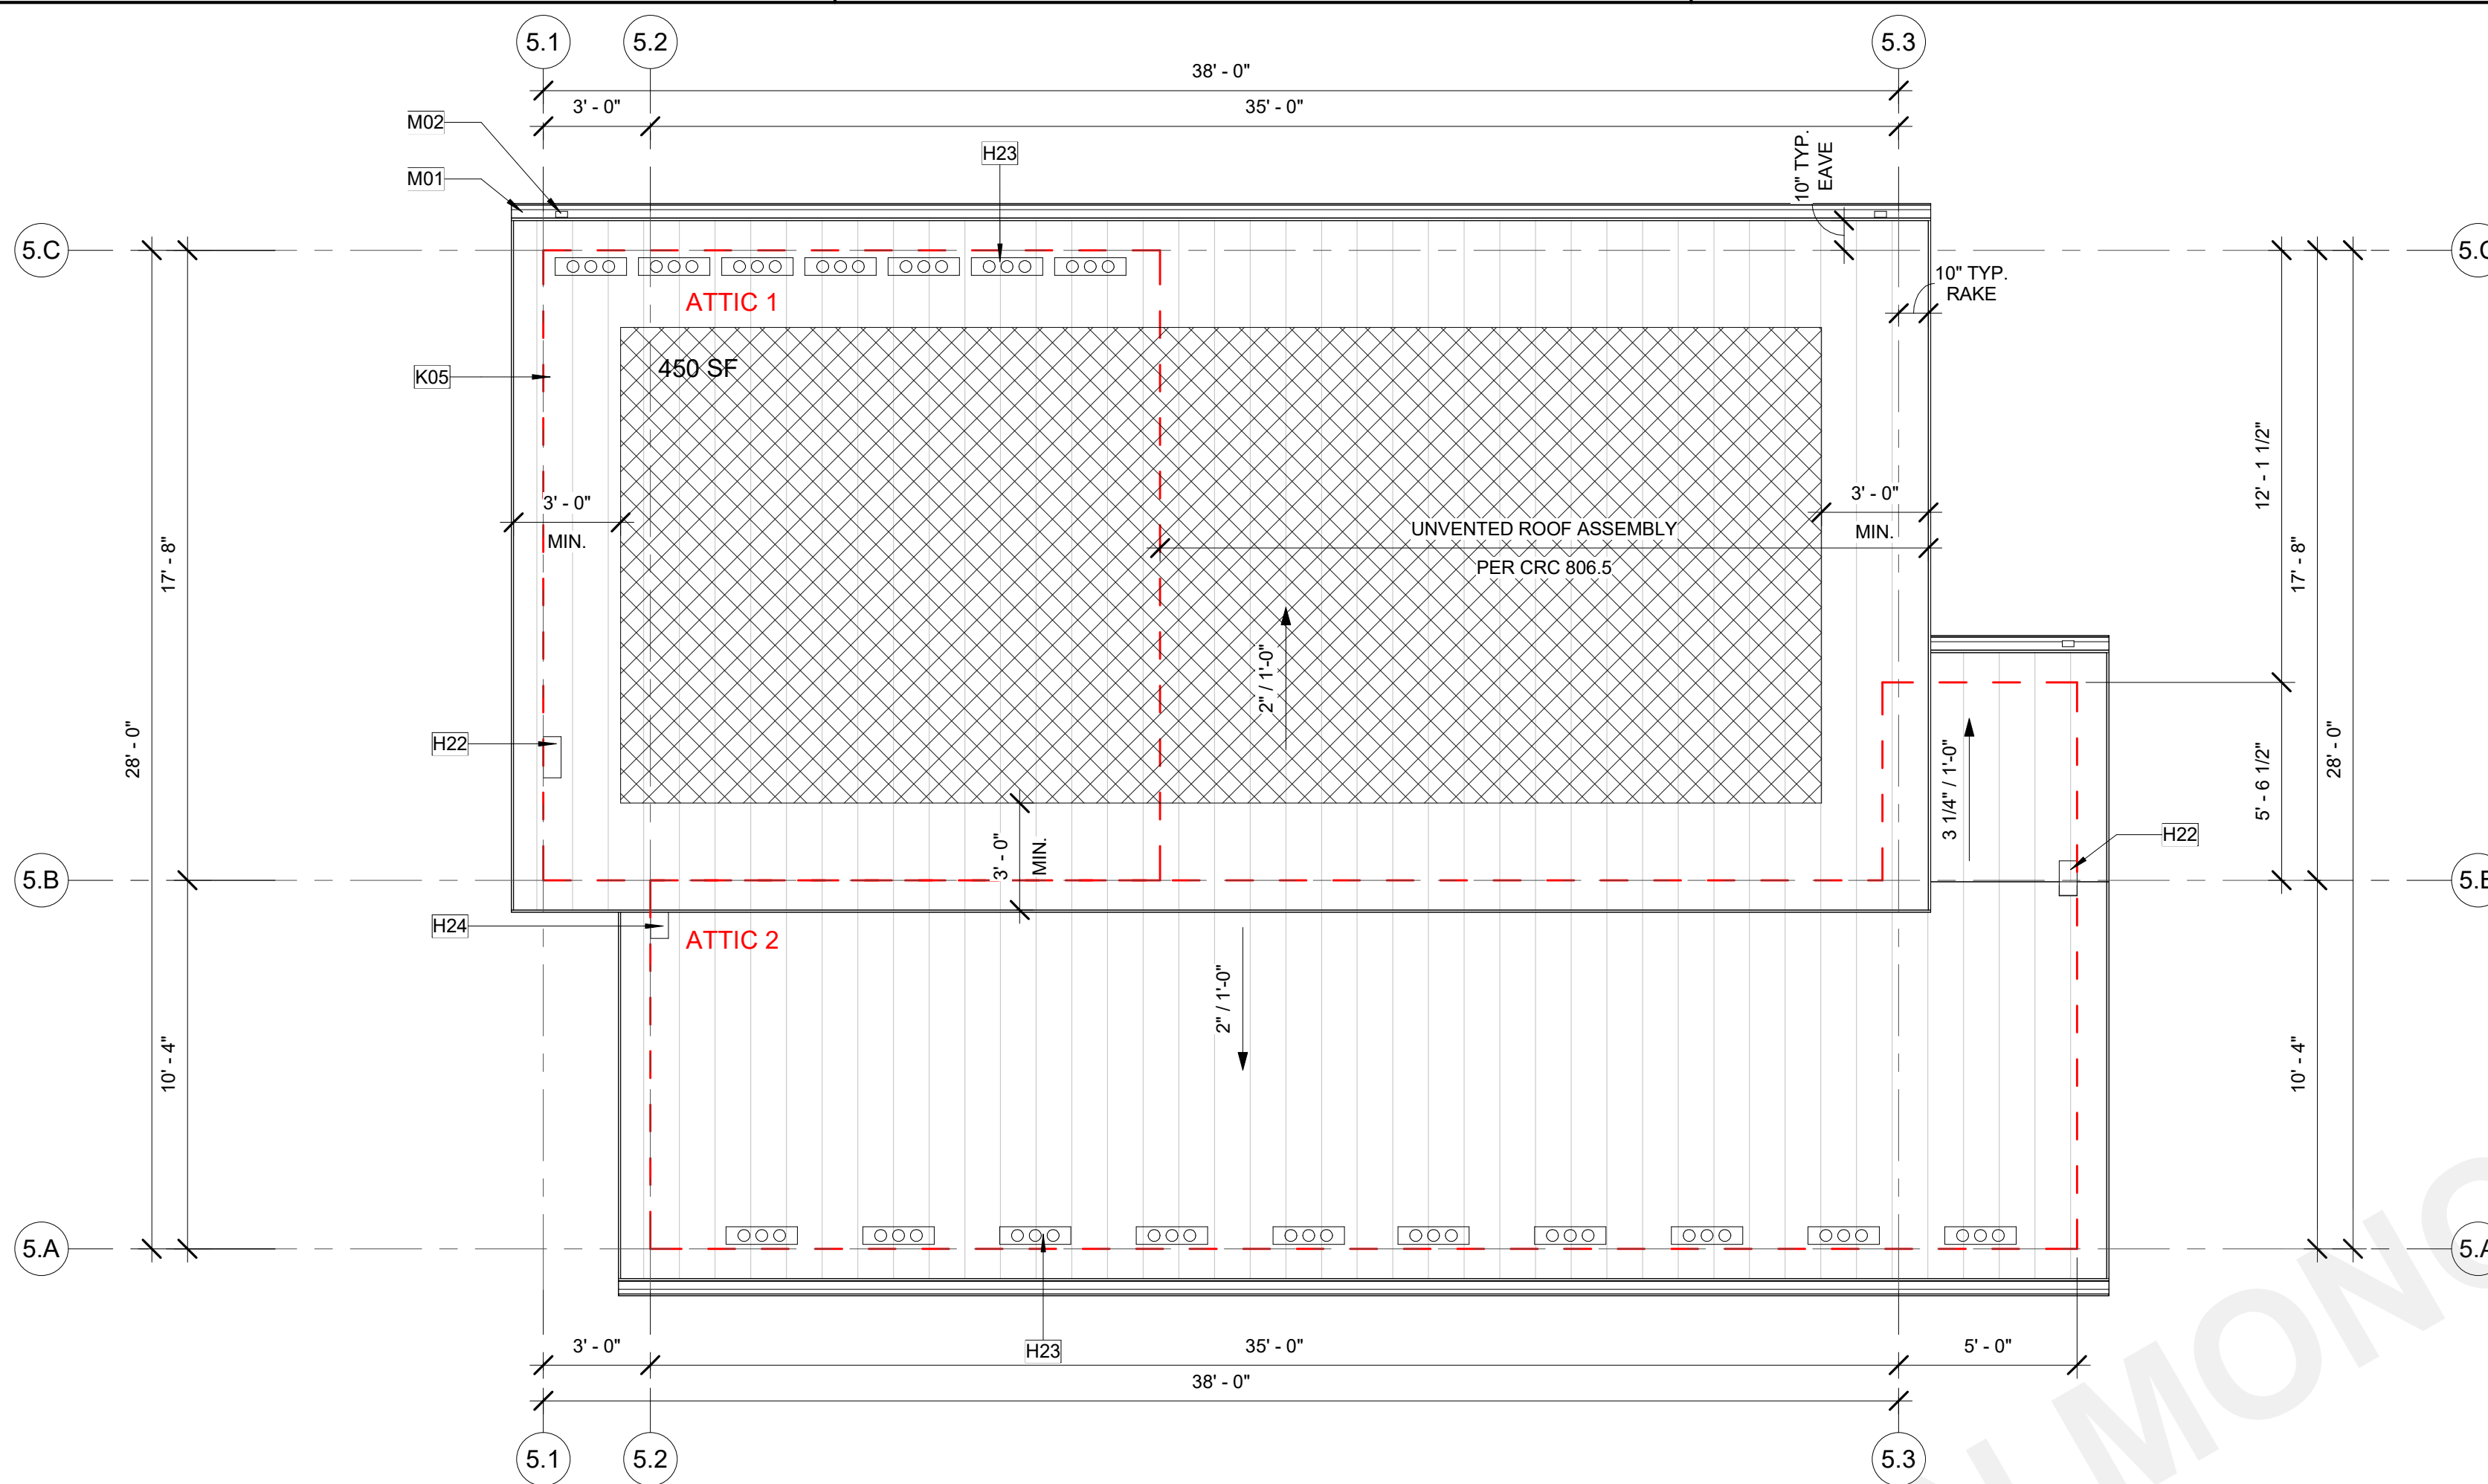 5.1
5.2
5.3
38' - 0"
3' - 0"
35' - 0"
M02
M01
H23
10" TYP.
EAVE
5.C
10" TYP.
RAKE
ATTIC 1
450 SF
K05
12' - 1 1/2"
17' - 8"
3' - 0"
MIN.
3' - 0"
MIN.
UNVENTED ROOF ASSEMBLY
PER CRC 806.5
17' - 8"
2" / 1'-0"
28' - 0"
H22
3 1/4" / 1'-0"
5' - 6 1/2"
28' - 0"
H22
3' - 0"
MIN.
5.B
H24
ATTIC 2
2" / 1'-0"
10' - 4"
10' - 4"
5.A
3' - 0"
H23
35' - 0"
5' - 0"
38' - 0"
5.1
5.2
5.3